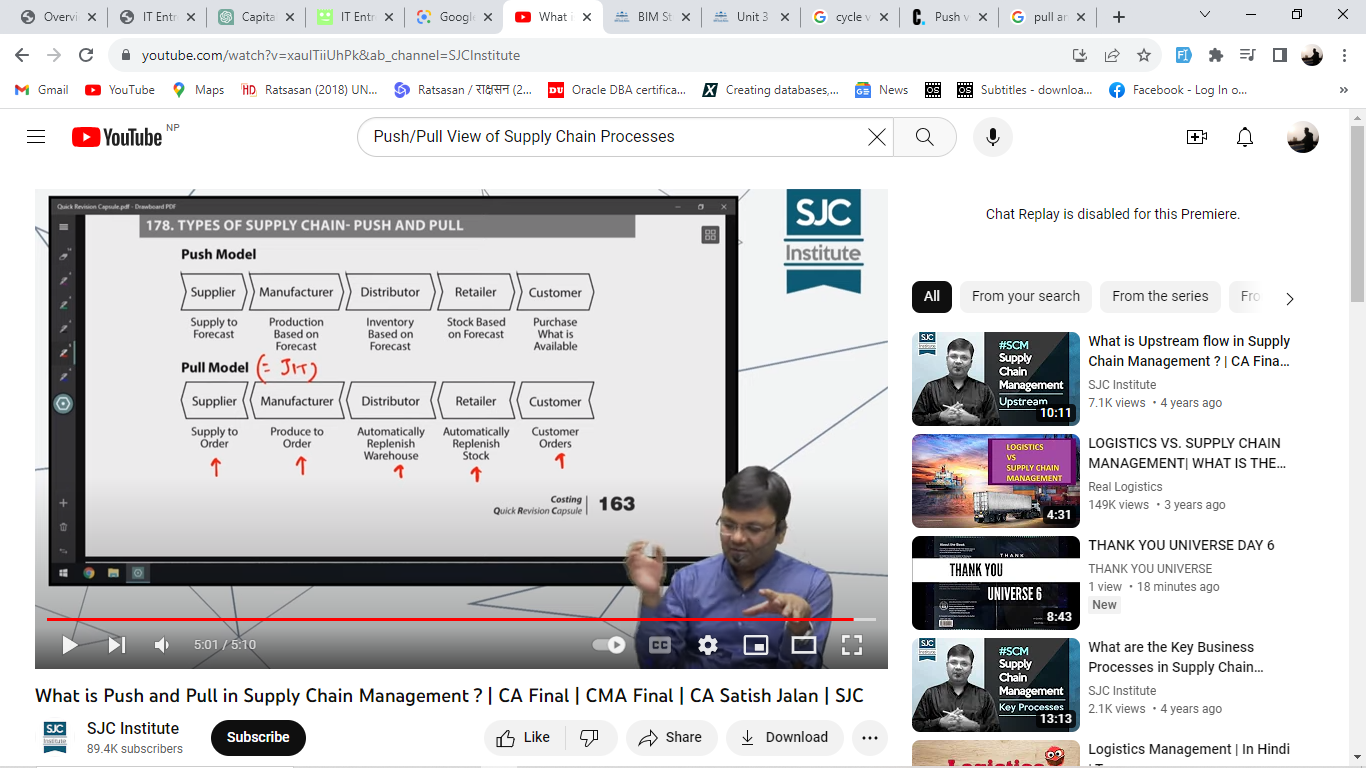 Overvi
IT Entr
Capita
IT Entr
Google
What i
BIM St
Unit 3
cycle v
Push v
pull an
youtube.com/watch?v=xaulTiiUhPk&ab_channel=SJCInstitute
Gmail
YouTube
Maps
Ratsasan (2018) UN...
Ratsasan / राक्षसन (2...
Oracle DBA certifica...
Creating databases,...
News
Subtitles - downloa...
Facebook - Log In o...
YouTube NP
Push/Pull View of Supply Chain Processes
Quick Revision Capsule.pdf - Drawboard PDF
178. TYPES OF SUPPLY CHAIN- PUSH AND PULL
Push Model
Supplier Manufacturer Distributor Retailer Customer
Supply to Forecast
Production Based on Forecast
Inventory Based on Forecast
Stock Based on Forecast
Purchase What is Available
Pull Model (= JIT)
Supplier Manufacturer Distributor Retailer Customer
Supply to Order
Produce to Order
Automatically Replenish Warehouse
Automatically Replenish Stock
Customer Orders
Costing
Quick Revision Capsule
163
SJC
Institute
5:01 / 5:10
CC
What is Push and Pull in Supply Chain Management ? | CA Final | CMA Final | CA Satish Jalan | SJC
SJC Institute
89.4K subscribers
Subscribe
Like
Share
Download
Chat Replay is disabled for this Premiere.
All
From your search
From the series
Fro
#SCM
Supply
Chain
Management
Upstream
10:11
What is Upstream flow in Supply
Chain Management ? | CA Fina...
SJC Institute
7.1K views • 4 years ago
LOGISTICS
VS
SUPPLY CHAIN
MANAGEMENT
4:31
LOGISTICS VS. SUPPLY CHAIN
MANAGEMENT| WHAT IS THE...
Real Logistics
149K views • 3 years ago
THANK YOU
UNIVERSE 6
8:43
THANK YOU UNIVERSE DAY 6
THANK YOU UNIVERSE
1 view • 18 minutes ago
New
#SCM
Supply
Chain
Management
Key Processes
13:13
What are the Key Business
Processes in Supply Chain...
SJC Institute
2.1K views • 4 years ago
Logistics Management | In Hindi